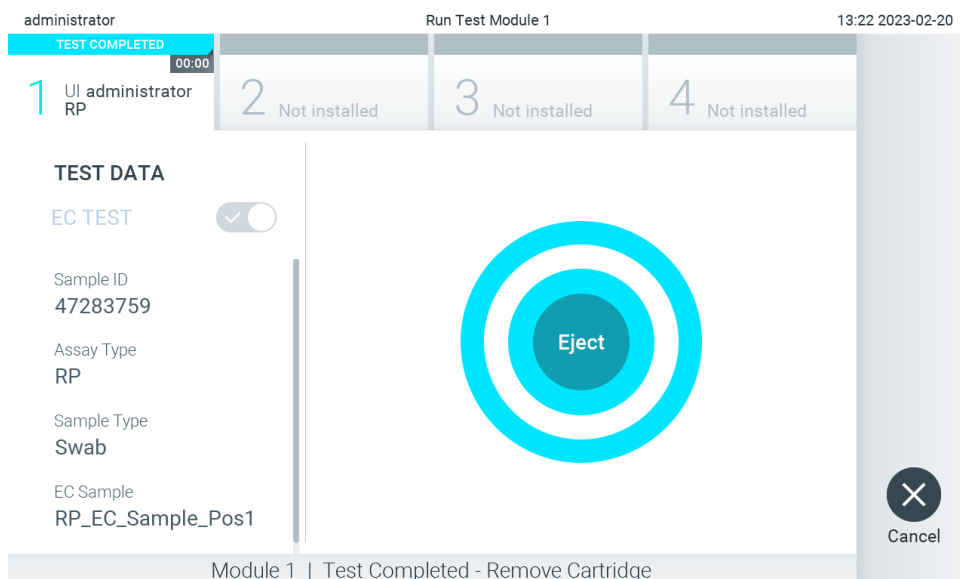 administrator
Run Test Module 1
13:22 2023-02-20
TEST COMPLETED
00:00
1
UI administrator
RP
2 Not installed
3 Not installed
4 Not installed
TEST DATA
EC TEST
Sample ID
47283759
Assay Type
RP
Sample Type
Swab
EC Sample
RP_EC_Sample_Pos1
Eject
Cancel
Module 1 | Test Completed - Remove Cartridge